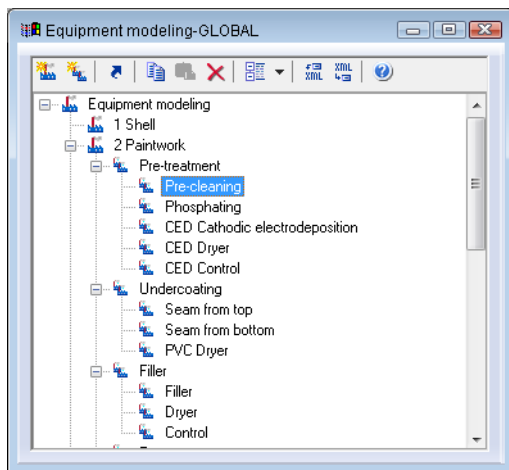 Equipment modeling-GLOBAL
XML XML
Equipment modeling
1 Shell
2 Paintwork
Pre-treatment
Pre-cleaning
Phosphating
CED Cathodic electrodeposition
CED Dryer
CED Control
Undercoating
Seam from top
Seam from bottom
PVC Dryer
Filler
Filler
Dryer
Control